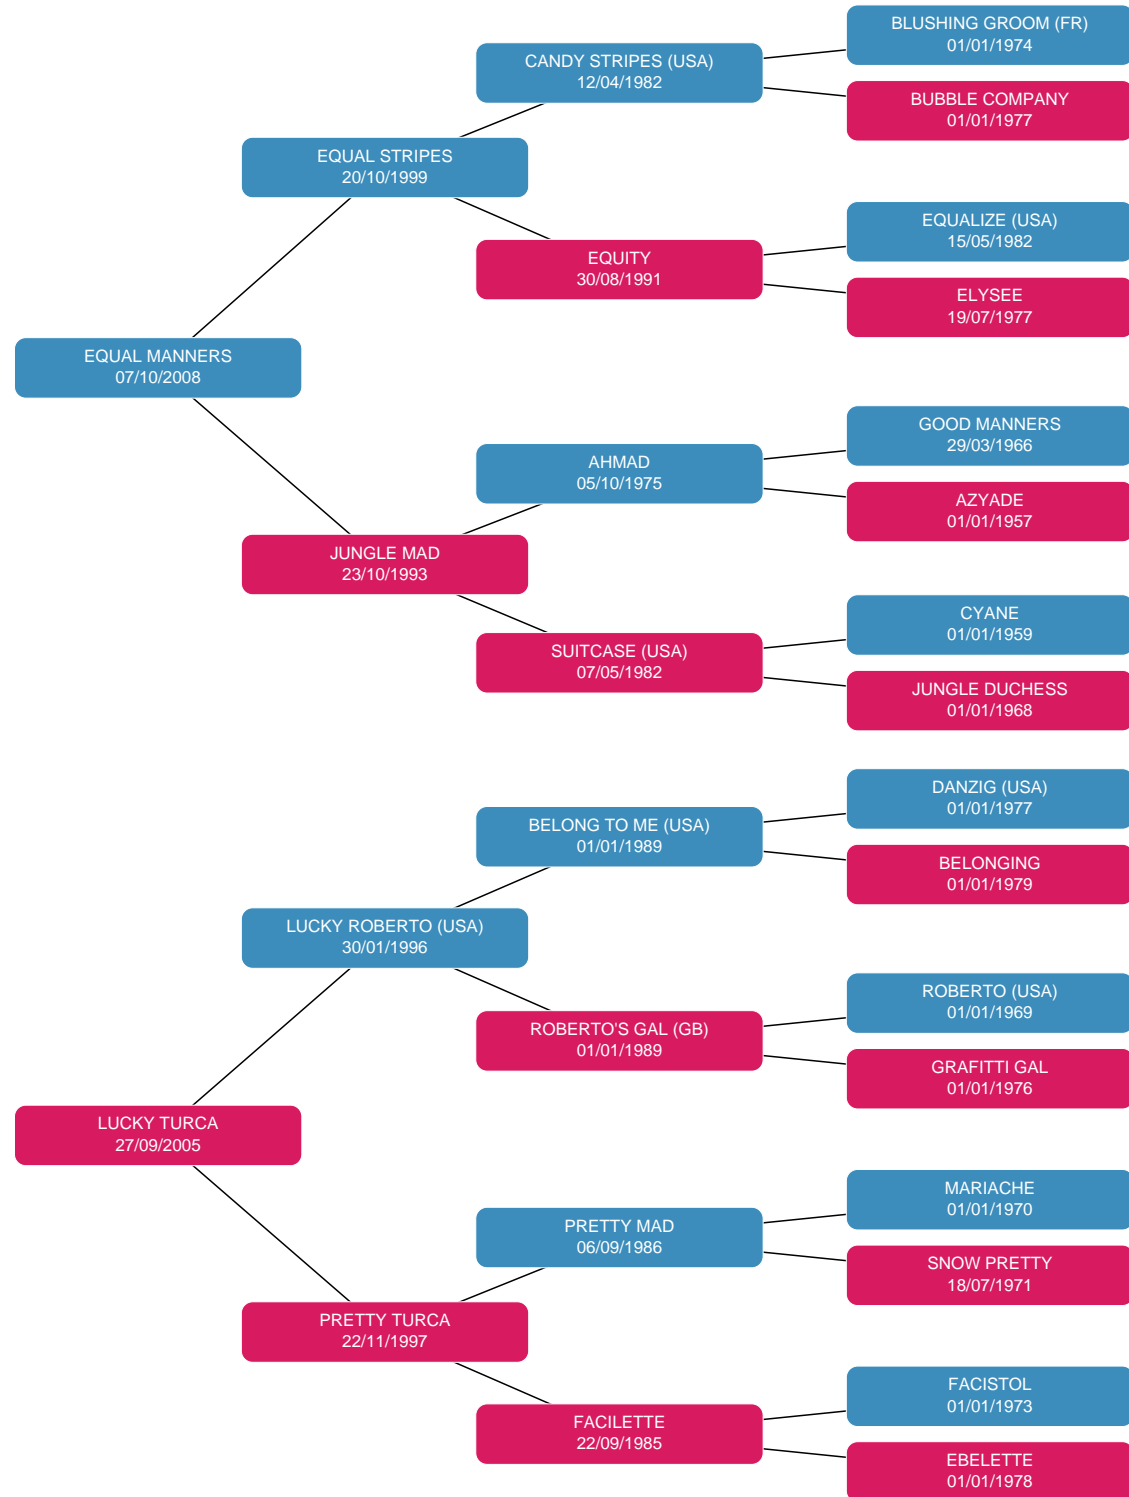 BLUSHING GROOM (FR)
01/01/1974
CANDY STRIPES (USA)
12/04/1982
BUBBLE COMPANY
01/01/1977
EQUAL STRIPES
20/10/1999
EQUALIZE (USA)
15/05/1982
EQUITY
30/08/1991
ELYSEE
19/07/1977
EQUAL MANNERS
07/10/2008
GOOD MANNERS
29/03/1966
AHMAD
05/10/1975
AZYADE
01/01/1957
JUNGLE MAD
23/10/1993
CYANE
01/01/1959
SUITCASE (USA)
07/05/1982
JUNGLE DUCHESS
01/01/1968
DANZIG (USA)
01/01/1977
BELONG TO ME (USA)
01/01/1989
BELONGING
01/01/1979
LUCKY ROBERTO (USA)
30/01/1996
ROBERTO (USA)
01/01/1969
ROBERTO'S GAL (GB)
01/01/1989
GRAFITTI GAL
01/01/1976
LUCKY TURCA
27/09/2005
MARIACHE
01/01/1970
PRETTY MAD
06/09/1986
SNOW PRETTY
18/07/1971
PRETTY TURCA
22/11/1997
FACISTOL
01/01/1973
FACILETTE
22/09/1985
EBELETTE
01/01/1978